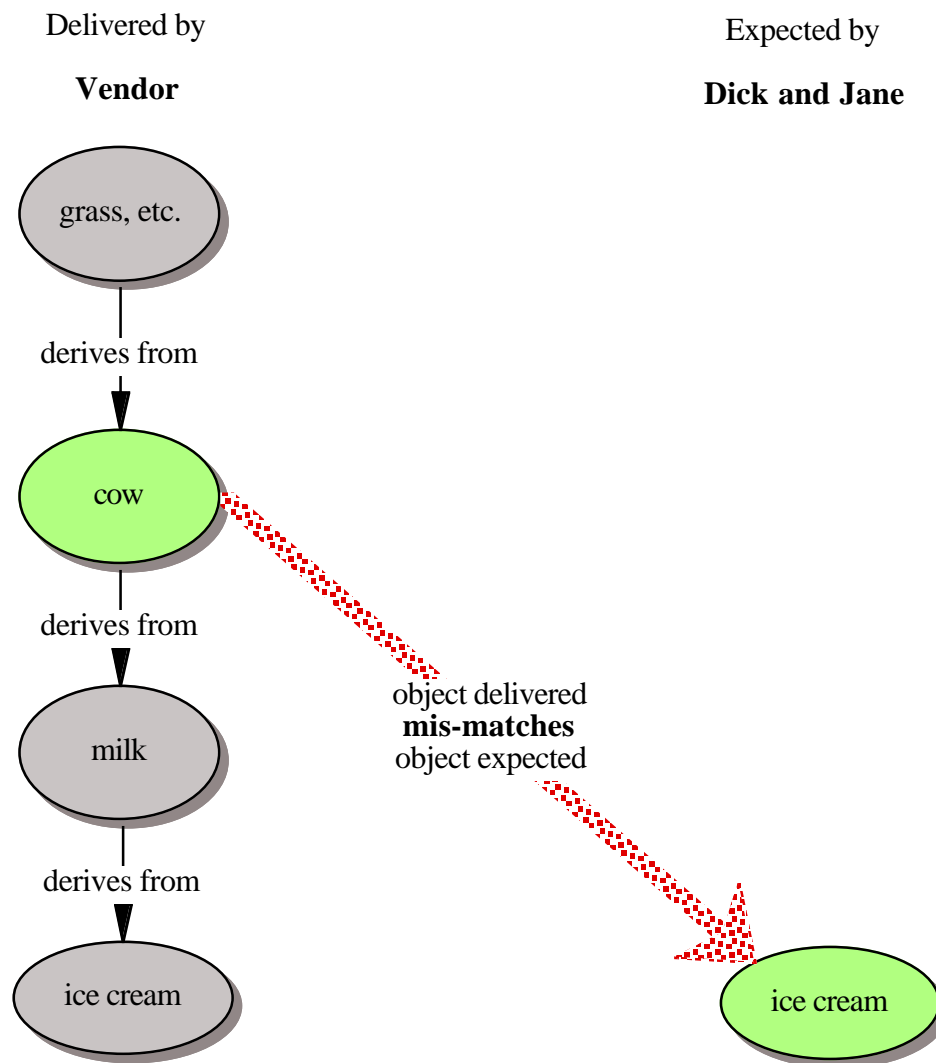 Delivered by
Vendor
Expected by
Dick and Jane
grass, etc.
derives from
cow
derives from
object delivered
mis-matches
object expected
milk
derives from
ice cream
ice cream